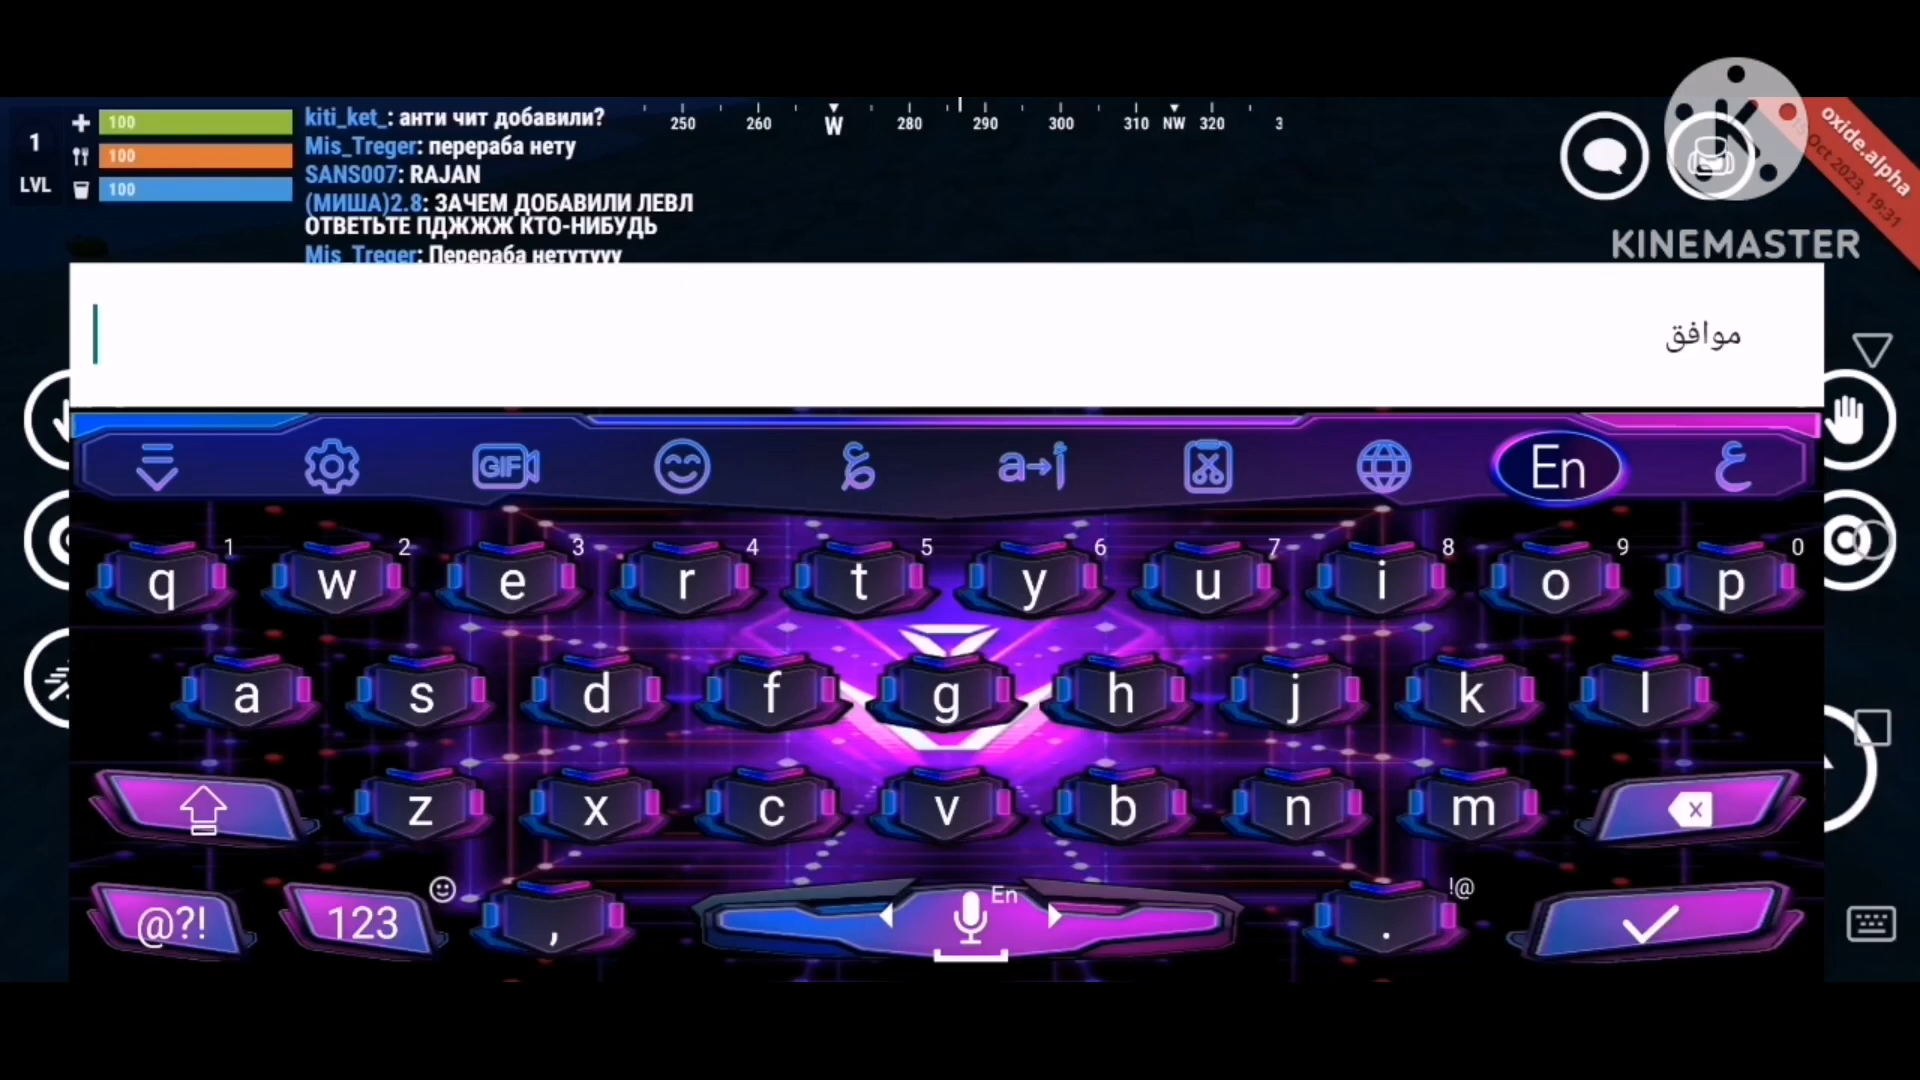 1
LVL
100
100
100
kiti_ket_: анти чит добавили?
Mis_Treger: перераба нету
SANS007: RAJAN
(МИША)2.8: ЗАЧЕМ ДОБАВИЛИ ЛЕВЛ
ОТВЕТЬТЕ ПДЖЖЖ КТО-НИБУДЬ
Mis_Treger: Перераба нетутууу
250 260 W 280 290 300 310 NW 320 3
oxide.alpha
Oct 2023, 19:31
KINEMASTER
موافق
GIF a→أ En ع
1 2 3 4 5 6 7 8 9 0
q w e r t y u i o p
a s d f g h j k l
z x c v b n m
@?! 123 , En . !@